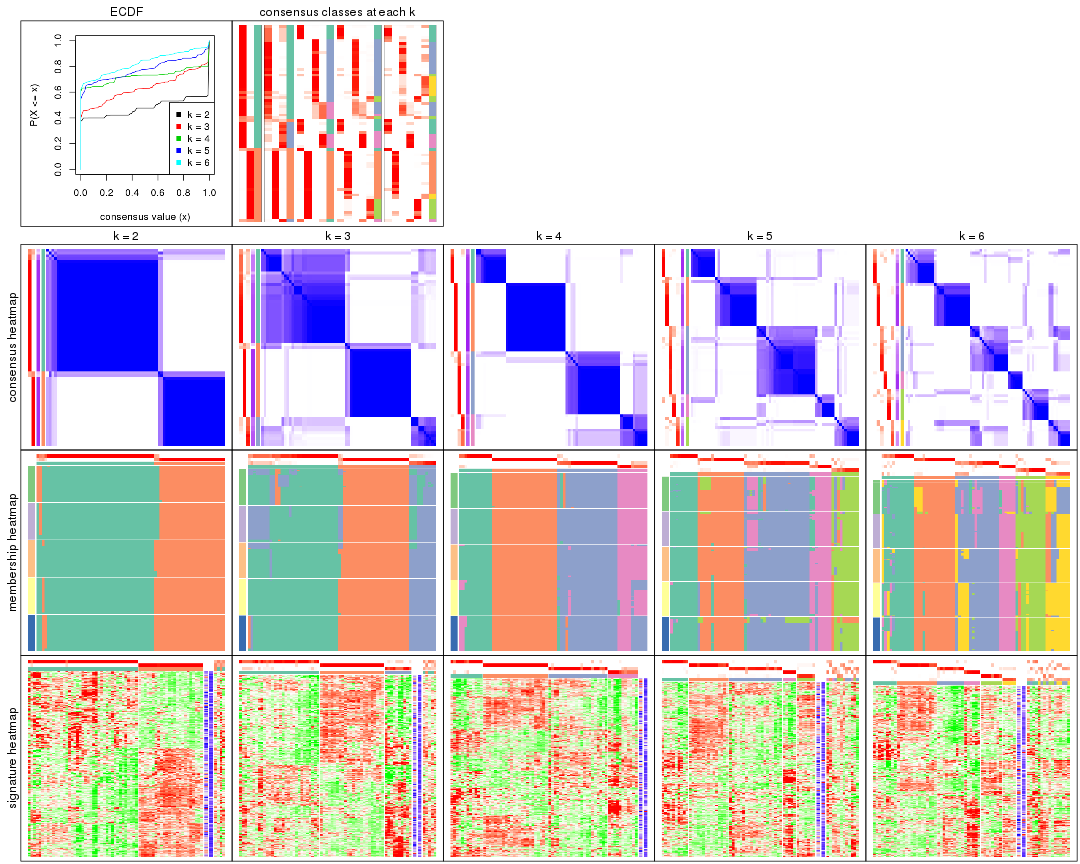 ECDF
consensus classes at each k
P(X <= x)
0.0 0.2 0.4 0.6 0.8 1.0
k = 2
k = 3
k = 4
k = 5
k = 6
0.0 0.2 0.4 0.6 0.8 1.0
consensus value (x)
k = 2 k = 3 k = 4 k = 5 k = 6
consensus heatmap
membership heatmap
signature heatmap